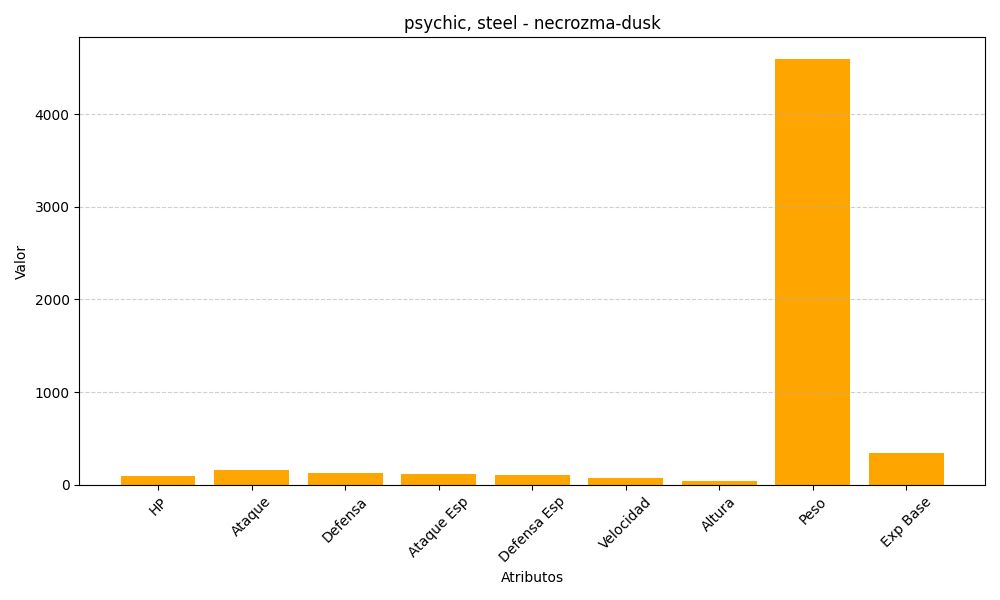 psychic, steel - necrozma-dusk
Valor
4000
3000
2000
1000
0
HP
Ataque
Defensa
Ataque Esp
Defensa Esp
Velocidad
Altura
Peso
Exp Base
Atributos